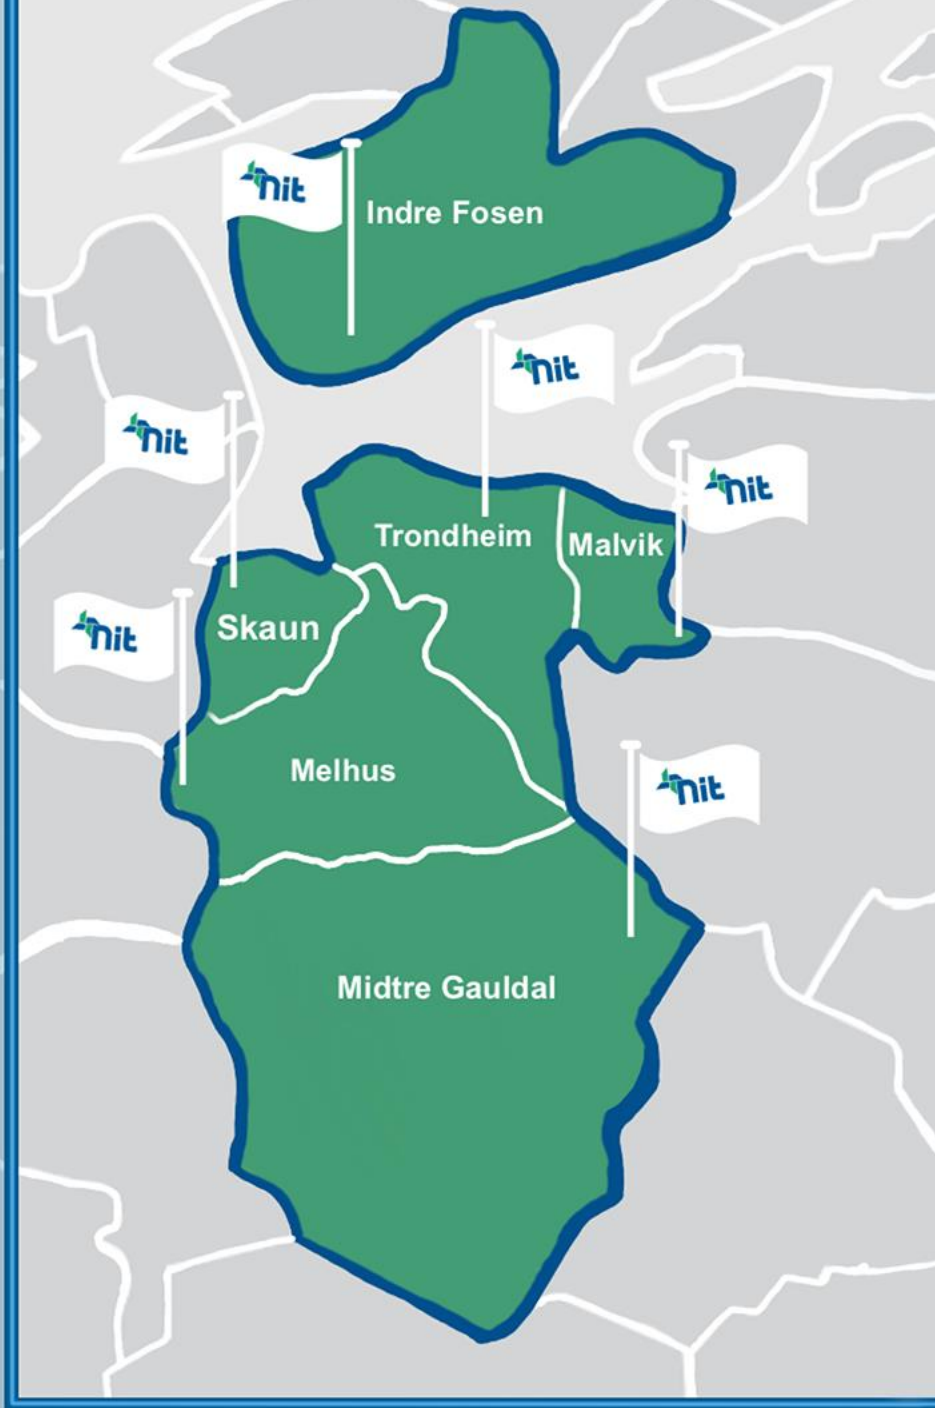 nit
Indre Fosen
nit
nit
nit
Trondheim
Malvik
Skaun
nit
Melhus
nit
Midtre Gauldal